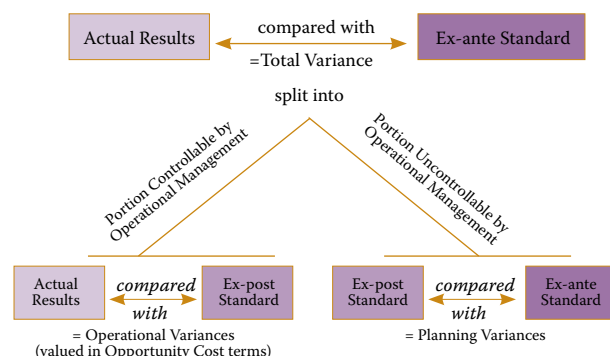 Actual Results
compared with
Ex-ante Standard
=Total Variance
split into
Portion Controllable by
Operational Management
Portion Uncontrollable by
Operational Management
Actual
Results
compared
with
Ex-post
Standard
Ex-post
Standard
compared
with
Ex-ante
Standard
= Operational Variances
(valued in Opportunity Cost terms)
= Planning Variances